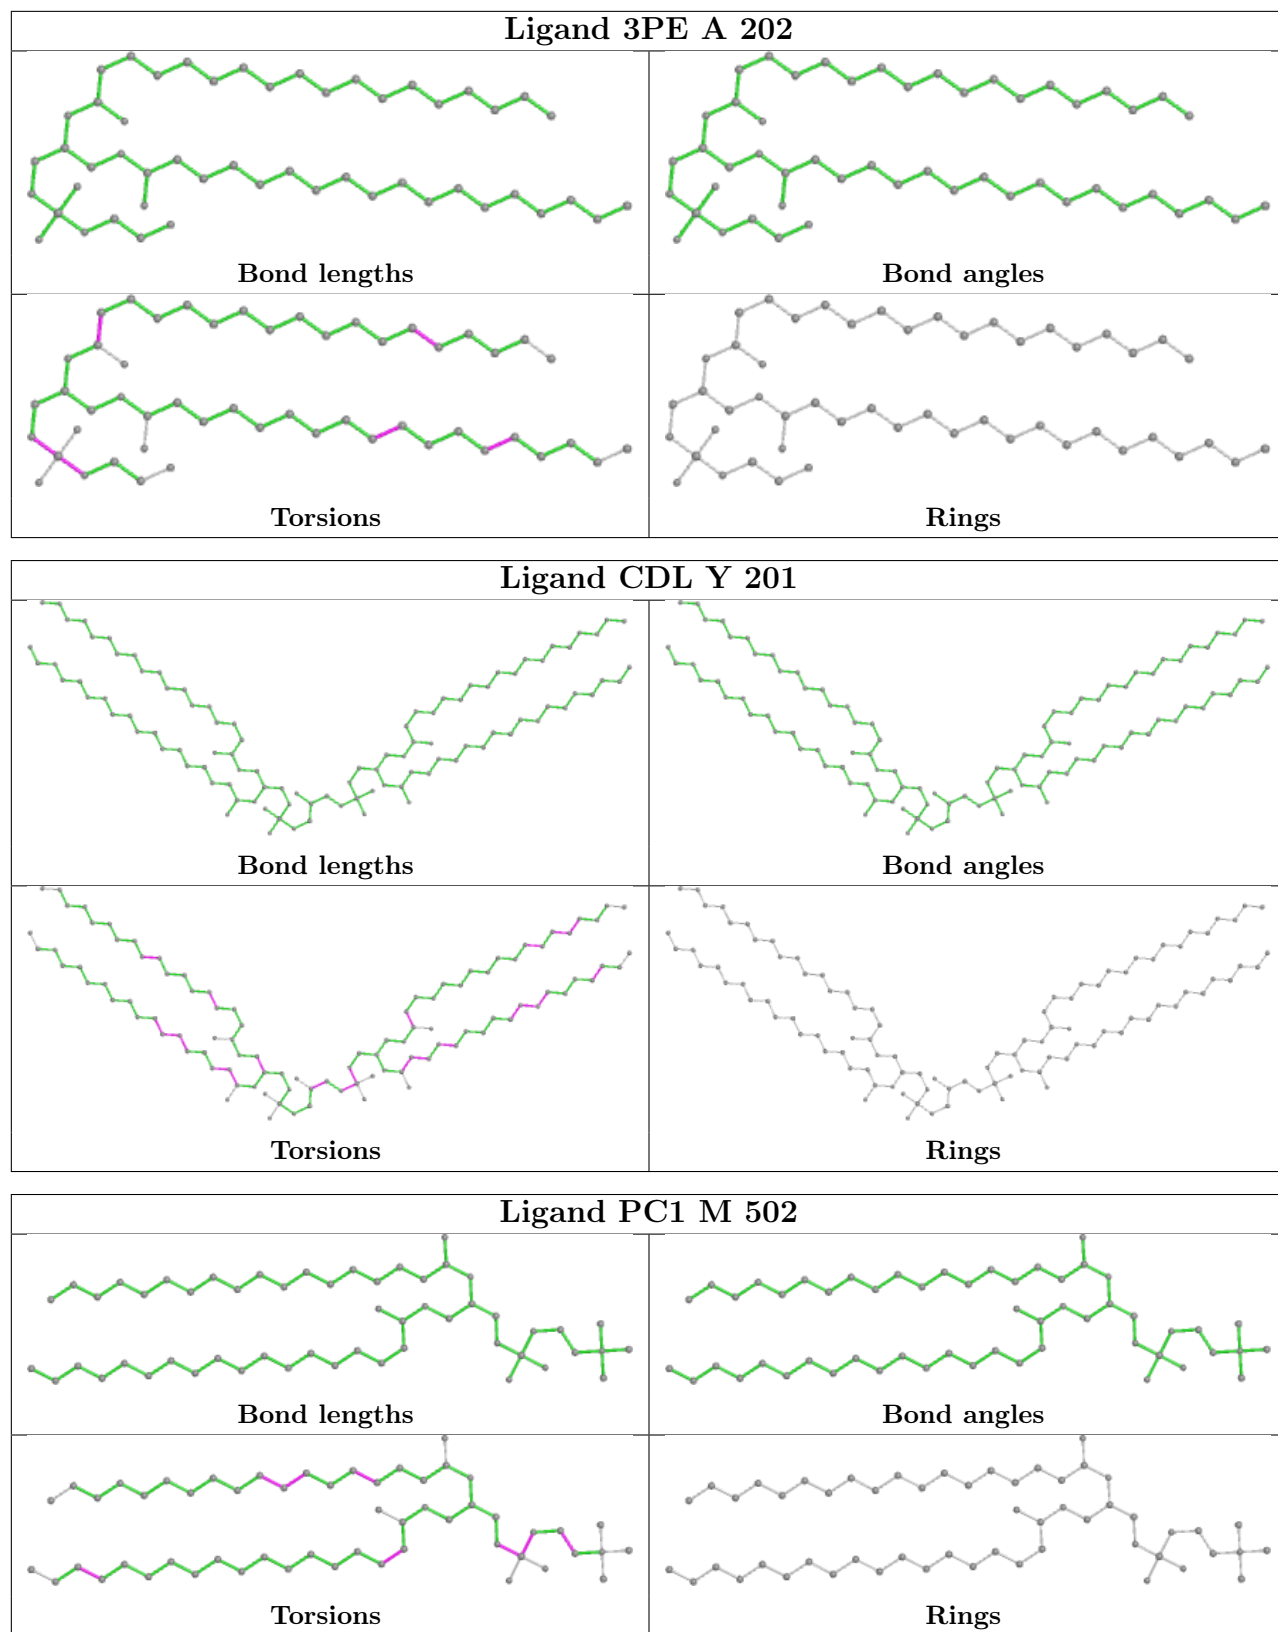 Ligand 3PE A 202
Bond lengths
Bond angles
Torsions
Rings
Ligand CDL Y 201
Bond lengths
Bond angles
Torsions
Rings
Ligand PC1 M 502
Bond lengths
Bond angles
Torsions
Rings